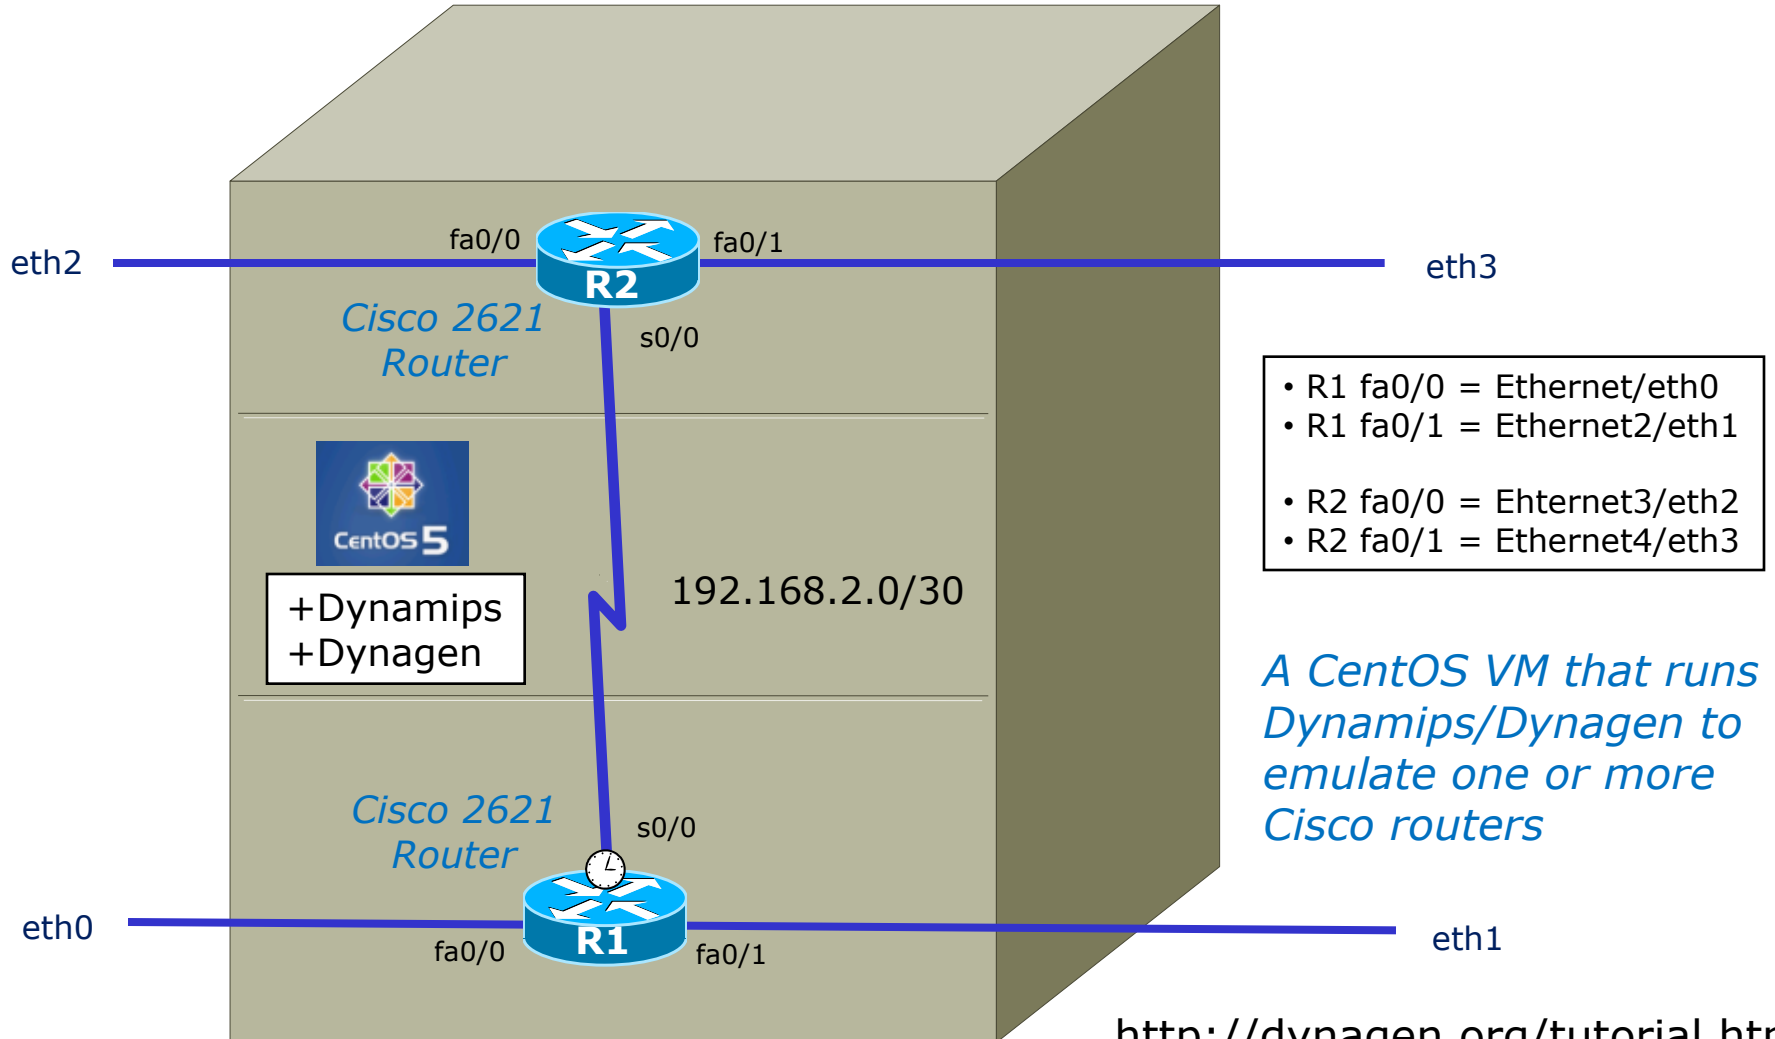 fa0/0
fa0/1
eth2
eth3
R2
Cisco 2621
Router
s0/0
• R1 fa0/0 = Ethernet/eth0
• R1 fa0/1 = Ethernet2/eth1
• R2 fa0/0 = Ehternet3/eth2
• R2 fa0/1 = Ethernet4/eth3
CentOS 5
+Dynamips
+Dynagen
192.168.2.0/30
A CentOS VM that runs
Dynamips/Dynagen to
emulate one or more
Cisco routers
Cisco 2621
Router
s0/0
eth0
R1
fa0/0
fa0/1
eth1